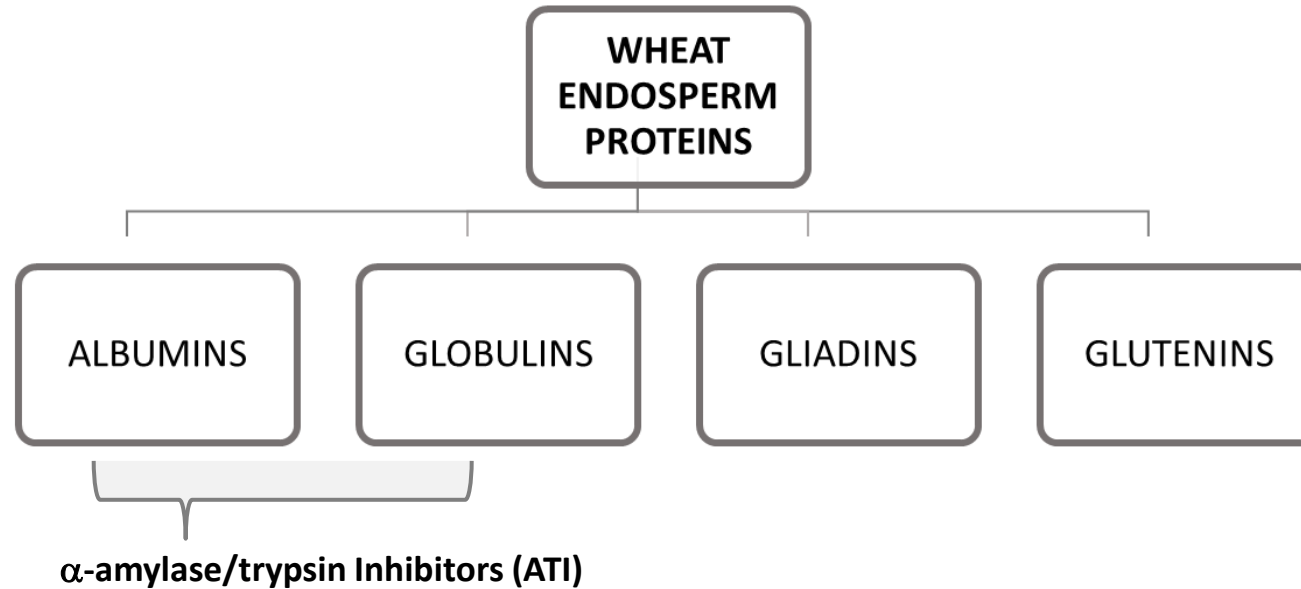 WHEAT
ENDOSPERM
PROTEINS
ALBUMINS
GLOBULINS
GLIADINS
GLUTENINS
α-amylase/trypsin Inhibitors (ATI)